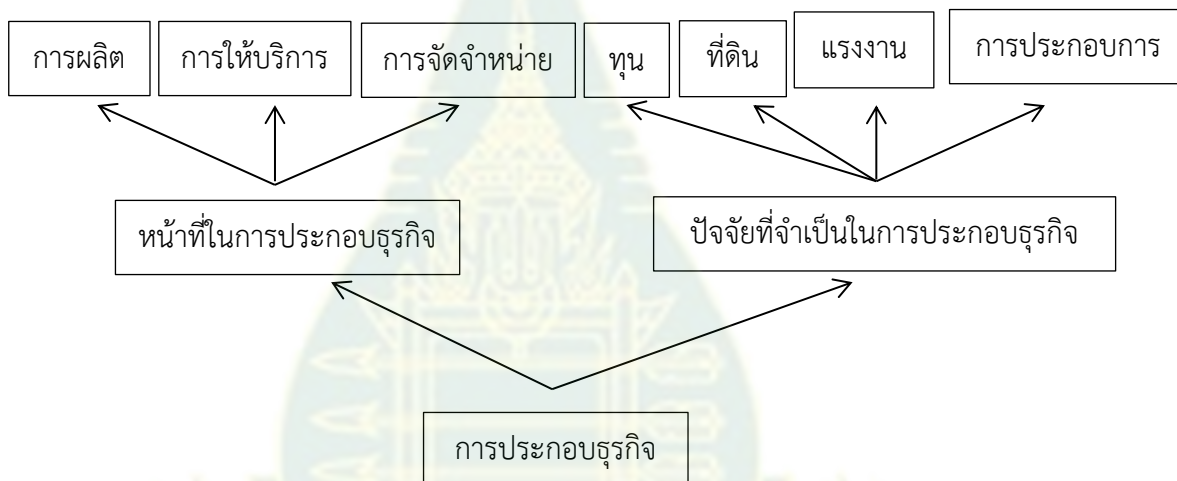 การผลิต
การให้บริการ
การจัดจำหน่าย
ทุน
ที่ดิน
แรงงาน
การประกอบการ
หน้าที่ในการประกอบธุรกิจ
ปัจจัยที่จำเป็นในการประกอบธุรกิจ
การประกอบธุรกิจ